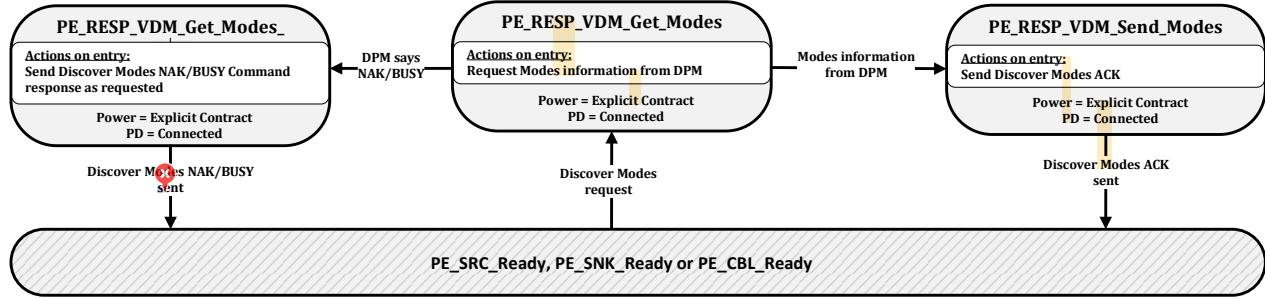 PE_RESP_VDM_Get_Modes_
Actions on entry:
Send Discover Modes NAK/BUSY Command
response as requested
Power = Explicit Contract
PD = Connected
DPM says
NAK/BUSY
PE_RESP_VDM_Get_Modes
Actions on entry:
Request Modes information from DPM
Power = Explicit Contract
PD = Connected
Modes information
from DPM
PE_RESP_VDM_Send_Modes
Actions on entry:
Send Discover Modes ACK
Power = Explicit Contract
PD = Connected
Discover Modes NAK/BUSY
sent
Discover Modes
request
Discover Modes ACK
sent
PE_SRC_Ready, PE_SNK_Ready or PE_CBL_Ready